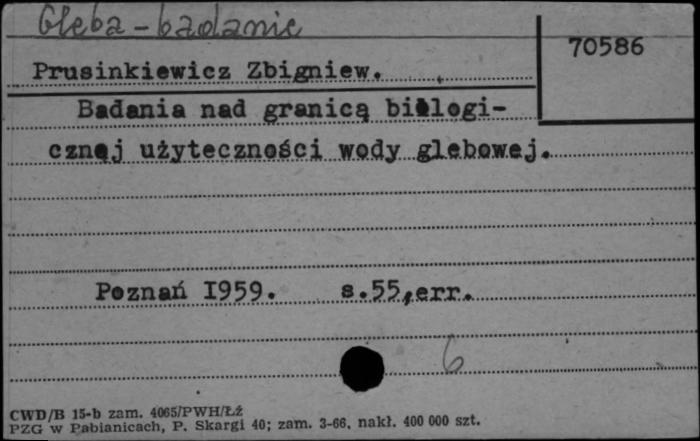 Gleba - badanie
70586
Prusinkiewicz Zbigniew.
Badania nad granicą biologi-
cznej użyteczności wody glebowej.
Poznań 1959. s.55,err.
6
CWD/B 15-b zam. 4065/PWH/Łź
PZG w Pabianicach, P. Skargi 40; zam. 3-66, nakł. 400 000 szt.